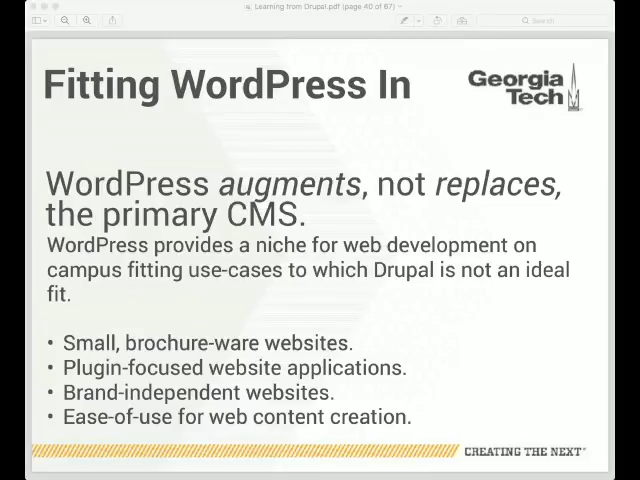 Learning from Drupal.pdf (page 40 of 67)
Search
Fitting WordPress In
Georgia
Tech
WordPress augments, not replaces,
the primary CMS.
WordPress provides a niche for web development on
campus fitting use-cases to which Drupal is not an ideal
fit.
• Small, brochure-ware websites.
• Plugin-focused website applications.
• Brand-independent websites.
• Ease-of-use for web content creation.
CREATING THE NEXT